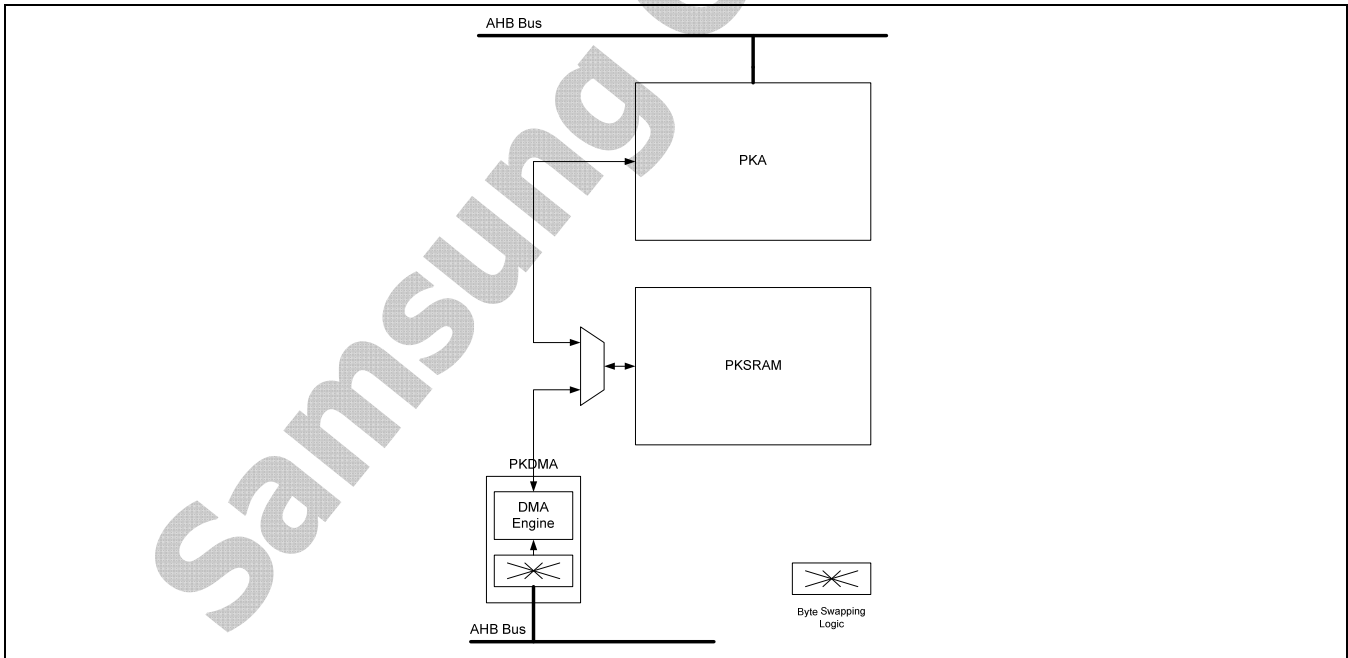 AHB Bus
PKA
PKSRAM
PKDMA
DMA
Engine
AHB Bus
Byte Swapping
Logic
Samsung